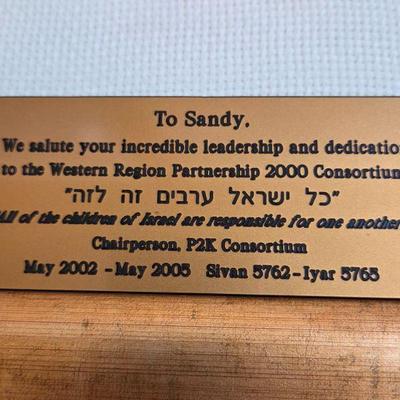 To Sandy,
We salute your incredible leadership and dedicatio
to the Western Region Partnership 2000 Consortium
"כל ישראל ערבים זה לזה"
All of the children of Israel are responsible for one another
Chairperson, P2K Consortium
May 2002 - May 2005 Sivan 5762 - Iyar 5765